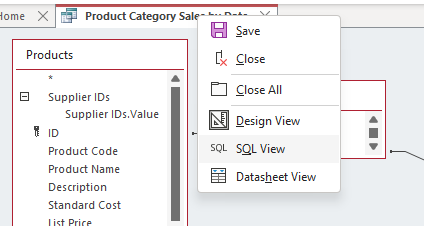 Home
Product Category Sales by Date
Save
Close
Close All
Design View
SQL SQL View
Datasheet View
Products
*
Supplier IDs
Supplier IDs.Value
ID
Product Code
Product Name
Description
Standard Cost
List Price